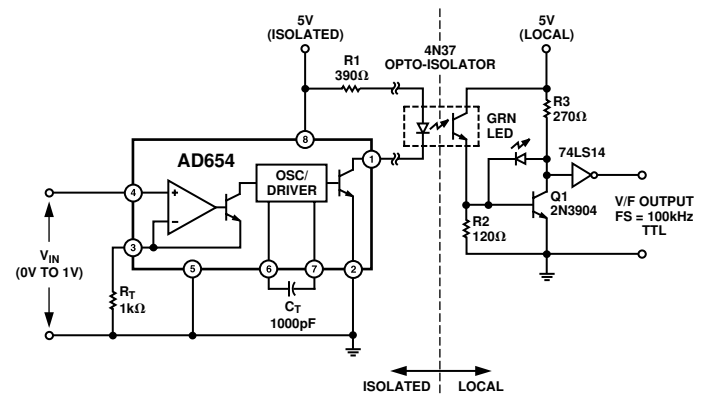 5V
(ISOLATED)
R1
390Ω
4N37
OPTO-ISOLATOR
5V
(LOCAL)
GRN
LED
R3
270Ω
74LS14
8
1
AD654
OSC/
DRIVER
4
+
–
3
5
6
7
2
VIN
(0V TO 1V)
RT
1kΩ
CT
1000pF
R2
120Ω
Q1
2N3904
V/F OUTPUT
FS = 100kHz
TTL
ISOLATED
LOCAL